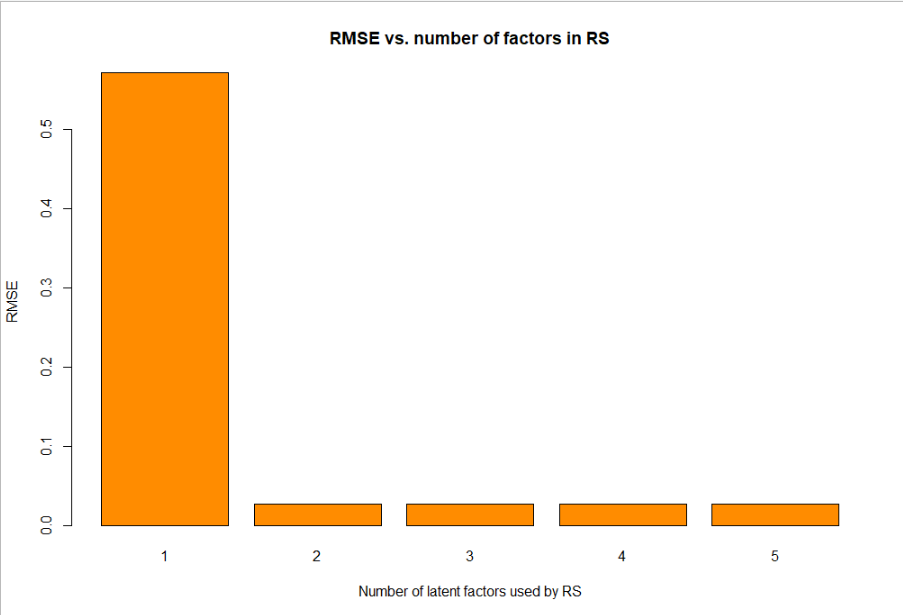 RMSE vs. number of factors in RS
RMSE
0.5
0.4
0.3
0.2
0.1
0.0
1 2 3 4 5
Number of latent factors used by RS